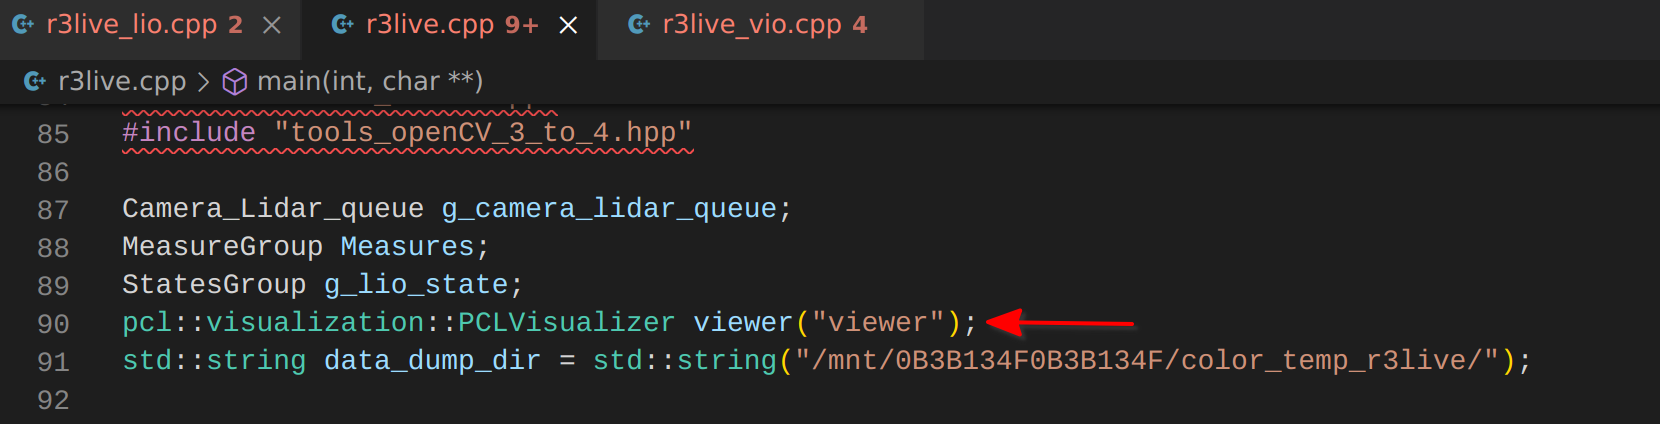 r3live_lio.cpp 2 r3live.cpp 9+ r3live_vio.cpp 4
r3live.cpp > main(int, char **)
85 #include "tools_openCV_3_to_4.hpp"
86
87 Camera_Lidar_queue g_camera_lidar_queue;
88 MeasureGroup Measures;
89 StatesGroup g_lio_state;
90 pcl::visualization::PCLVisualizer viewer("viewer");
91 std::string data_dump_dir = std::string("/mnt/0B3B134F0B3B134F/color_temp_r3live/");
92